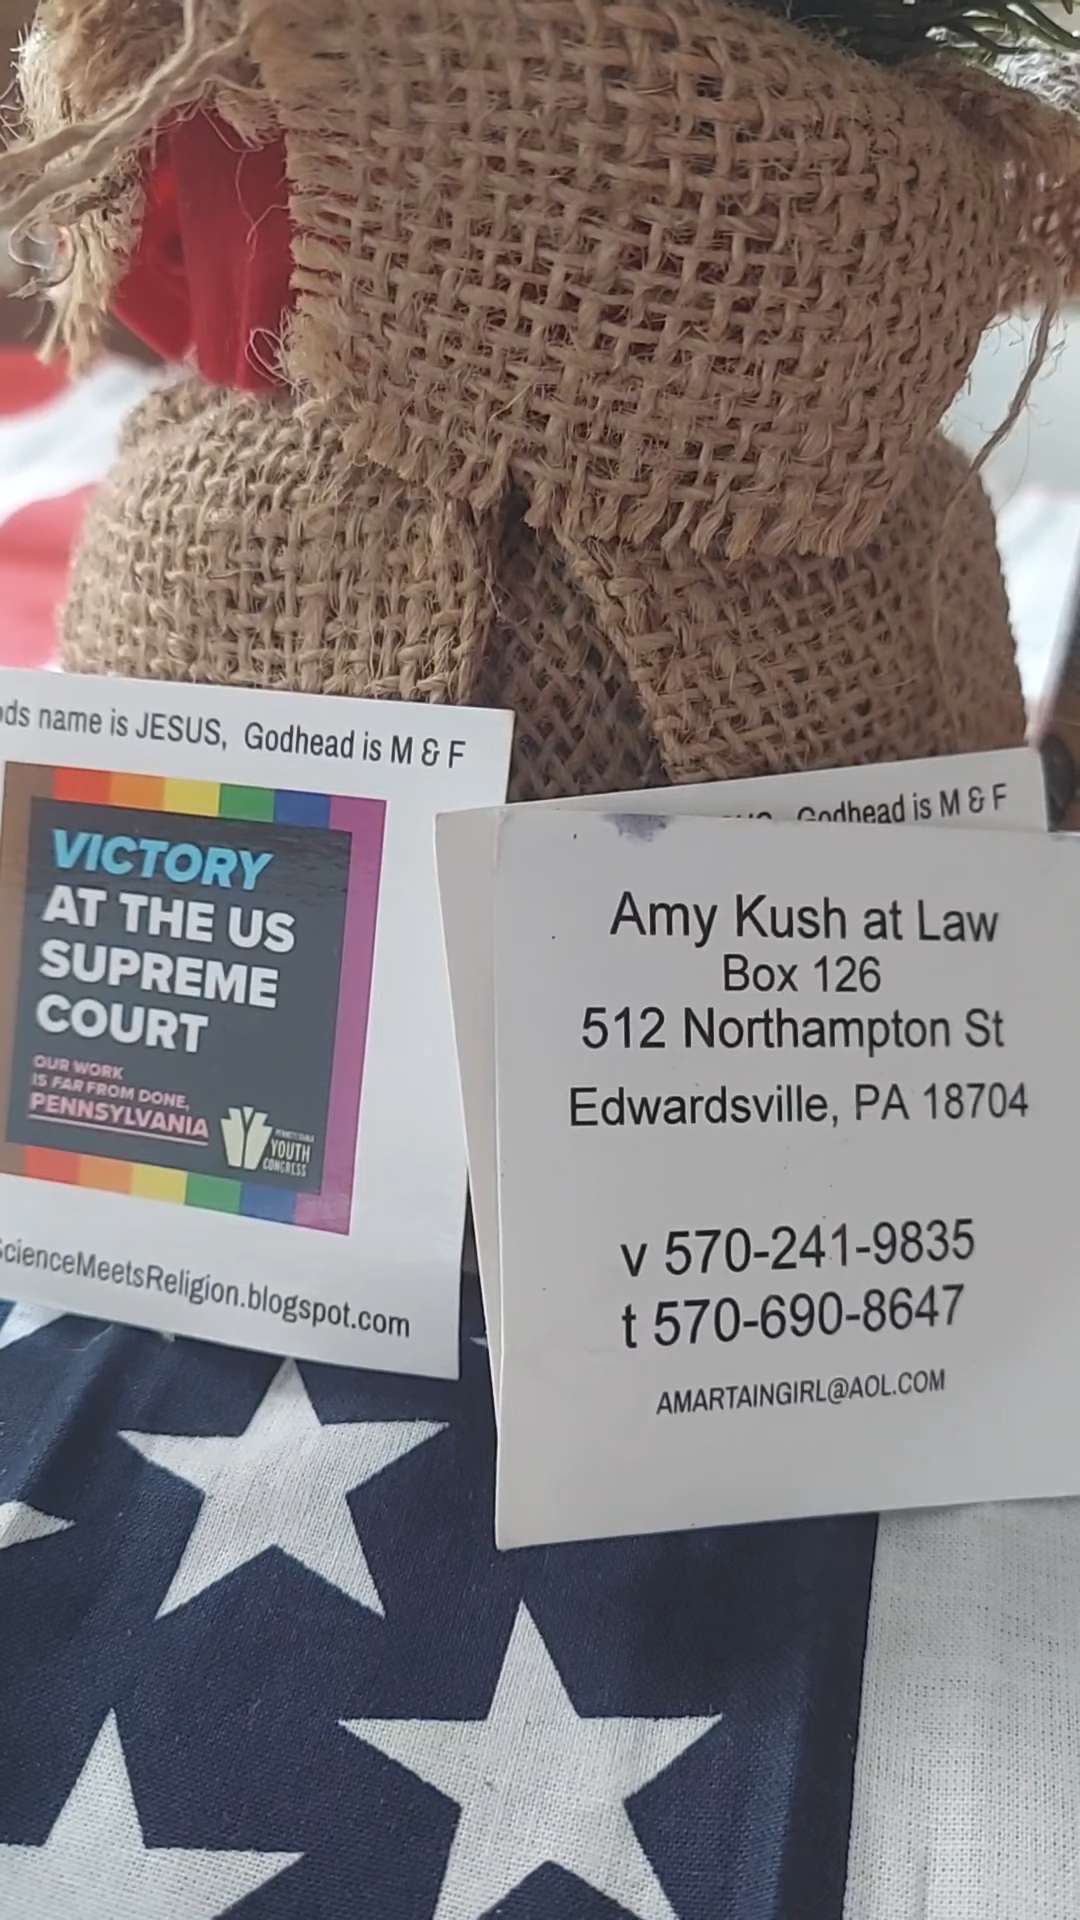 ds name is JESUS, Godhead is M & F
VICTORY
AT THE US
SUPREME
COURT
OUR WORK
IS FAR FROM DONE,
PENNSYLVANIA
PENNSYLVANIA
YOUTH
CONGRESS
ScienceMeetsReligion.blogspot.com
Godhead is M & F
Amy Kush at Law
Box 126
512 Northampton St
Edwardsville, PA 18704
v 570-241-9835
t 570-690-8647
AMARTAINGIRL@AOL.COM